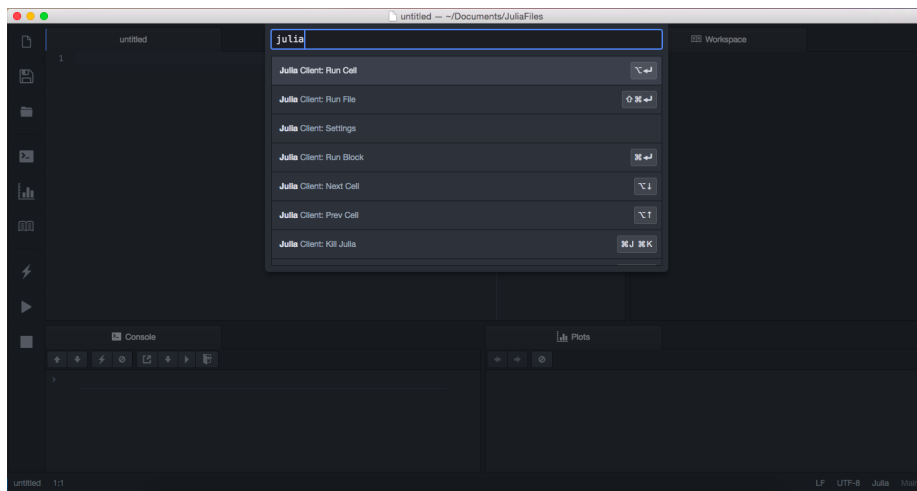 untitled — ~/Documents/JuliaFiles
untitled
julia
Workspace
1
Julia Client: Run Cell ⌥↵
Julia Client: Run File ⇧⌘↵
Julia Client: Settings
Julia Client: Run Block ⌘↵
Julia Client: Next Cell ⌥↓
Julia Client: Prev Cell ⌥↑
Julia Client: Kill Julia ⌘J ⌘K
Console
Plots
>
untitled 1:1 LF UTF-8 Julia